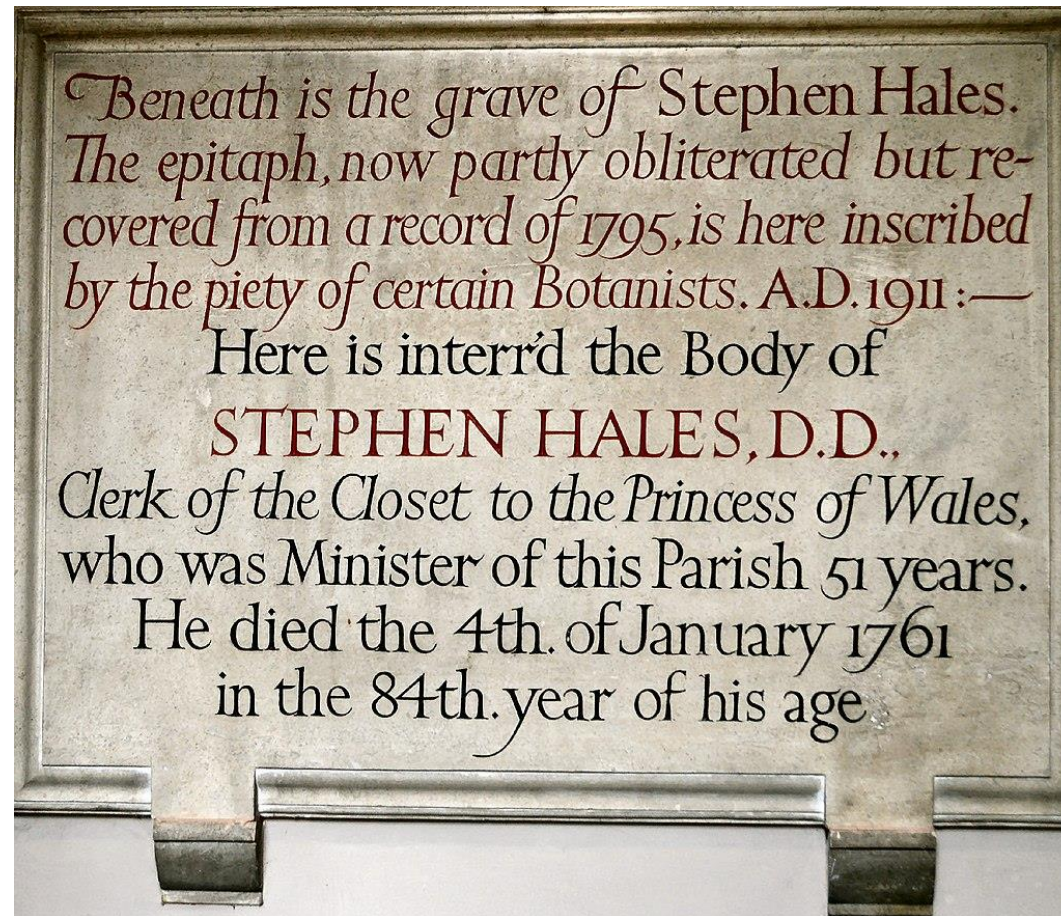 Beneath is the grave of Stephen Hales.
The epitaph, now partly obliterated but re-
covered from a record of 1795, is here inscribed
by the piety of certain Botanists. A.D. 1911 :—
Here is interr'd the Body of
STEPHEN HALES, D.D.,
Clerk of the Closet to the Princess of Wales,
who was Minister of this Parish 51 years.
He died the 4th. of January 1761
in the 84th. year of his age